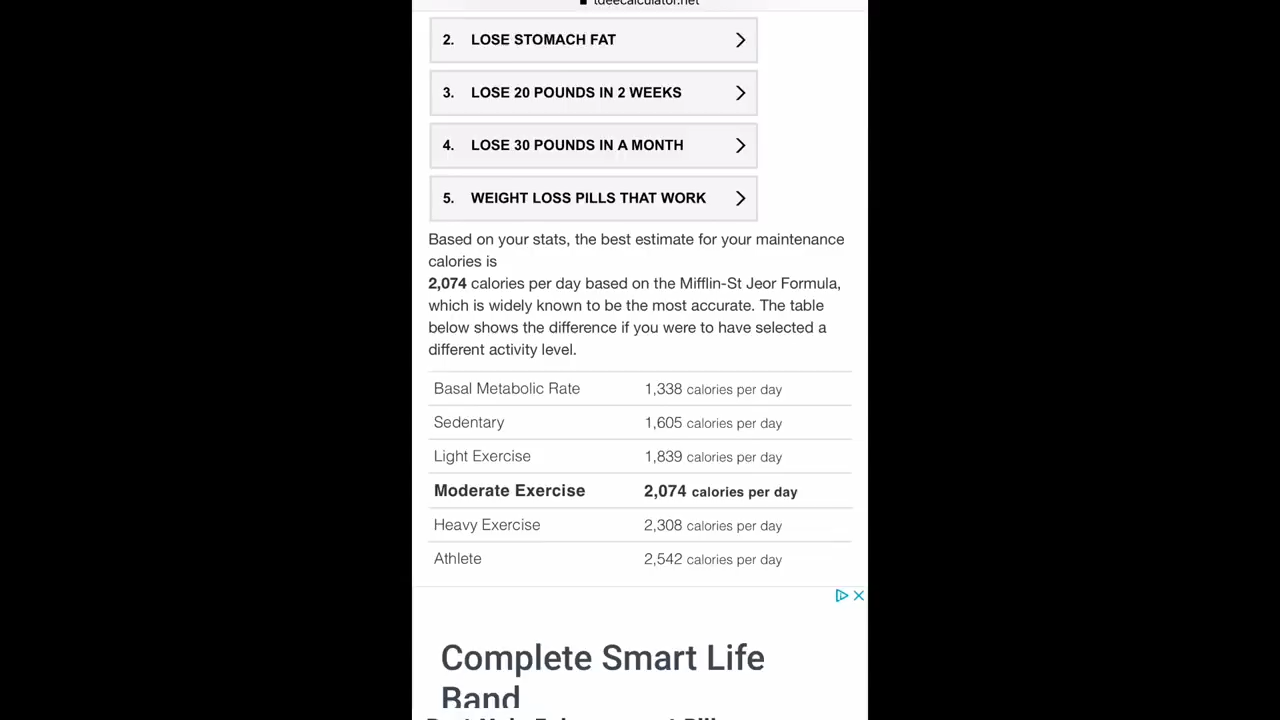 tdeecalculator.net
2. LOSE STOMACH FAT
3. LOSE 20 POUNDS IN 2 WEEKS
4. LOSE 30 POUNDS IN A MONTH
5. WEIGHT LOSS PILLS THAT WORK
Based on your stats, the best estimate for your maintenance
calories is
2,074 calories per day based on the Mifflin-St Jeor Formula,
which is widely known to be the most accurate. The table
below shows the difference if you were to have selected a
different activity level.
Basal Metabolic Rate 1,338 calories per day
Sedentary 1,605 calories per day
Light Exercise 1,839 calories per day
Moderate Exercise 2,074 calories per day
Heavy Exercise 2,308 calories per day
Athlete 2,542 calories per day
Complete Smart Life
Band